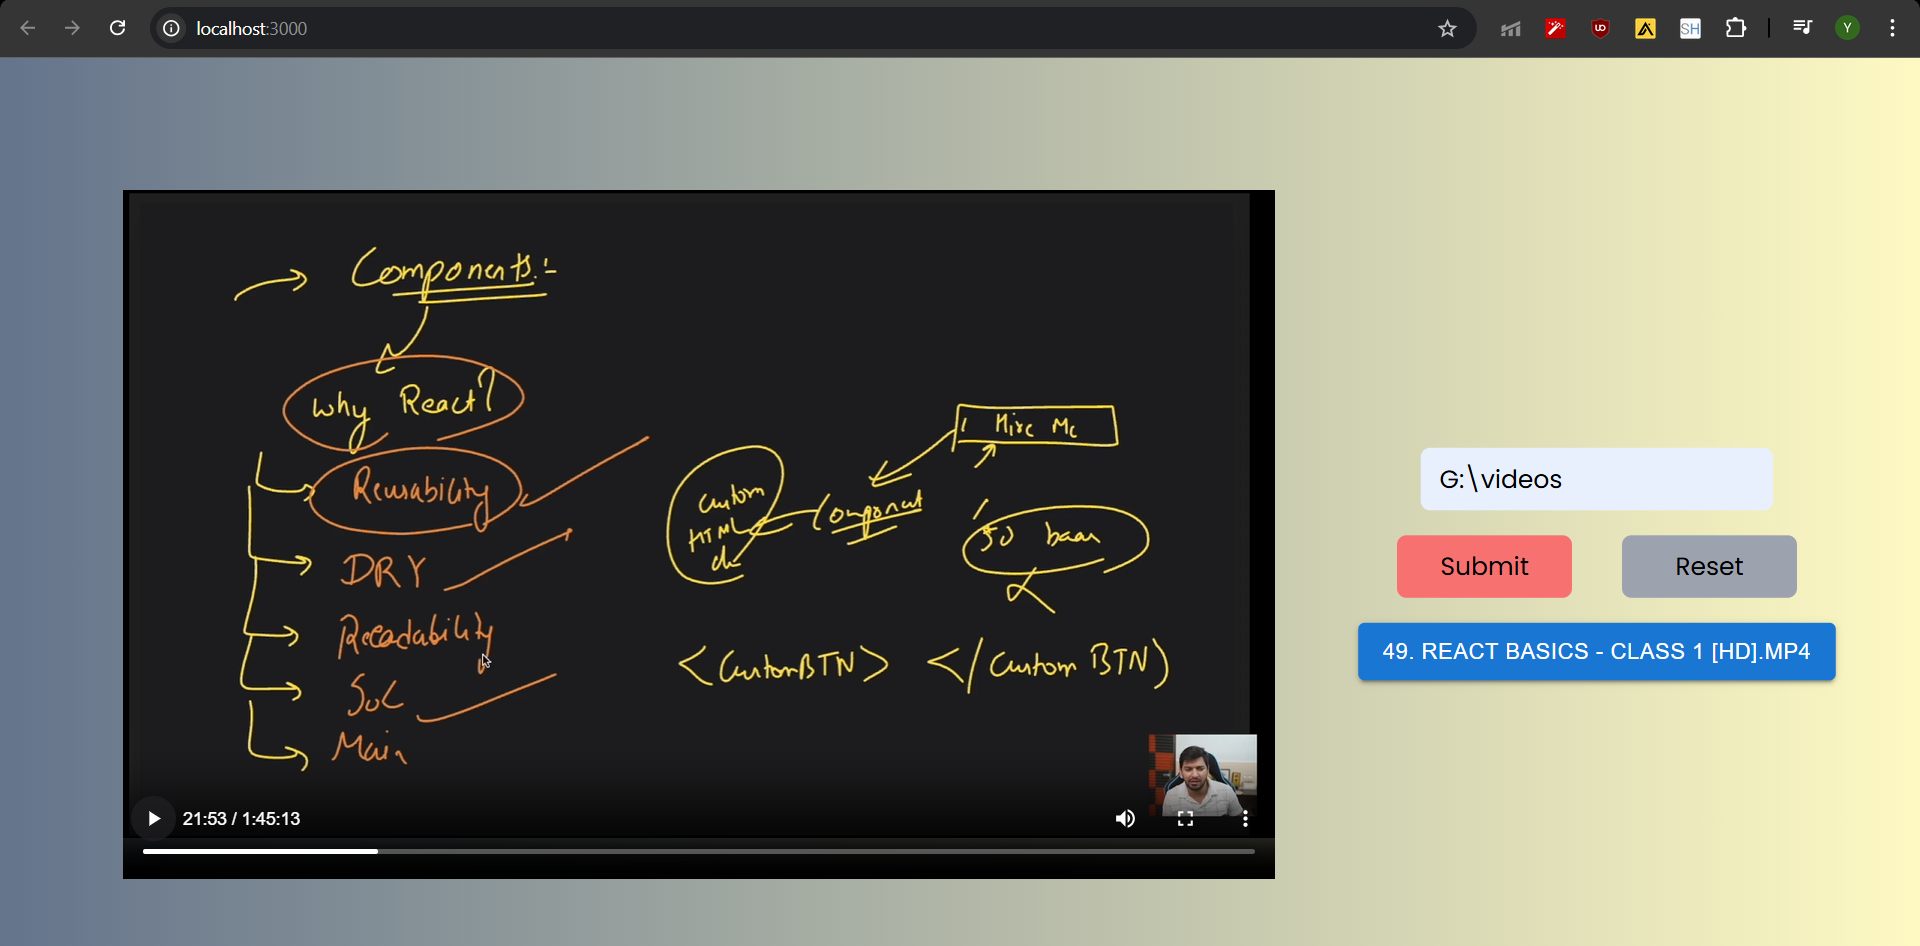 localhost:3000
SH
Y
Components :-
Why React?
Reusability
DRY
Readability
SoC
Main
Hire Me
Component
Custom
HTML
50 baar
<CustomBTN> </Custom BTN>
21:53 / 1:45:13
G:\videos
Submit
Reset
49. REACT BASICS - CLASS 1 [HD].MP4